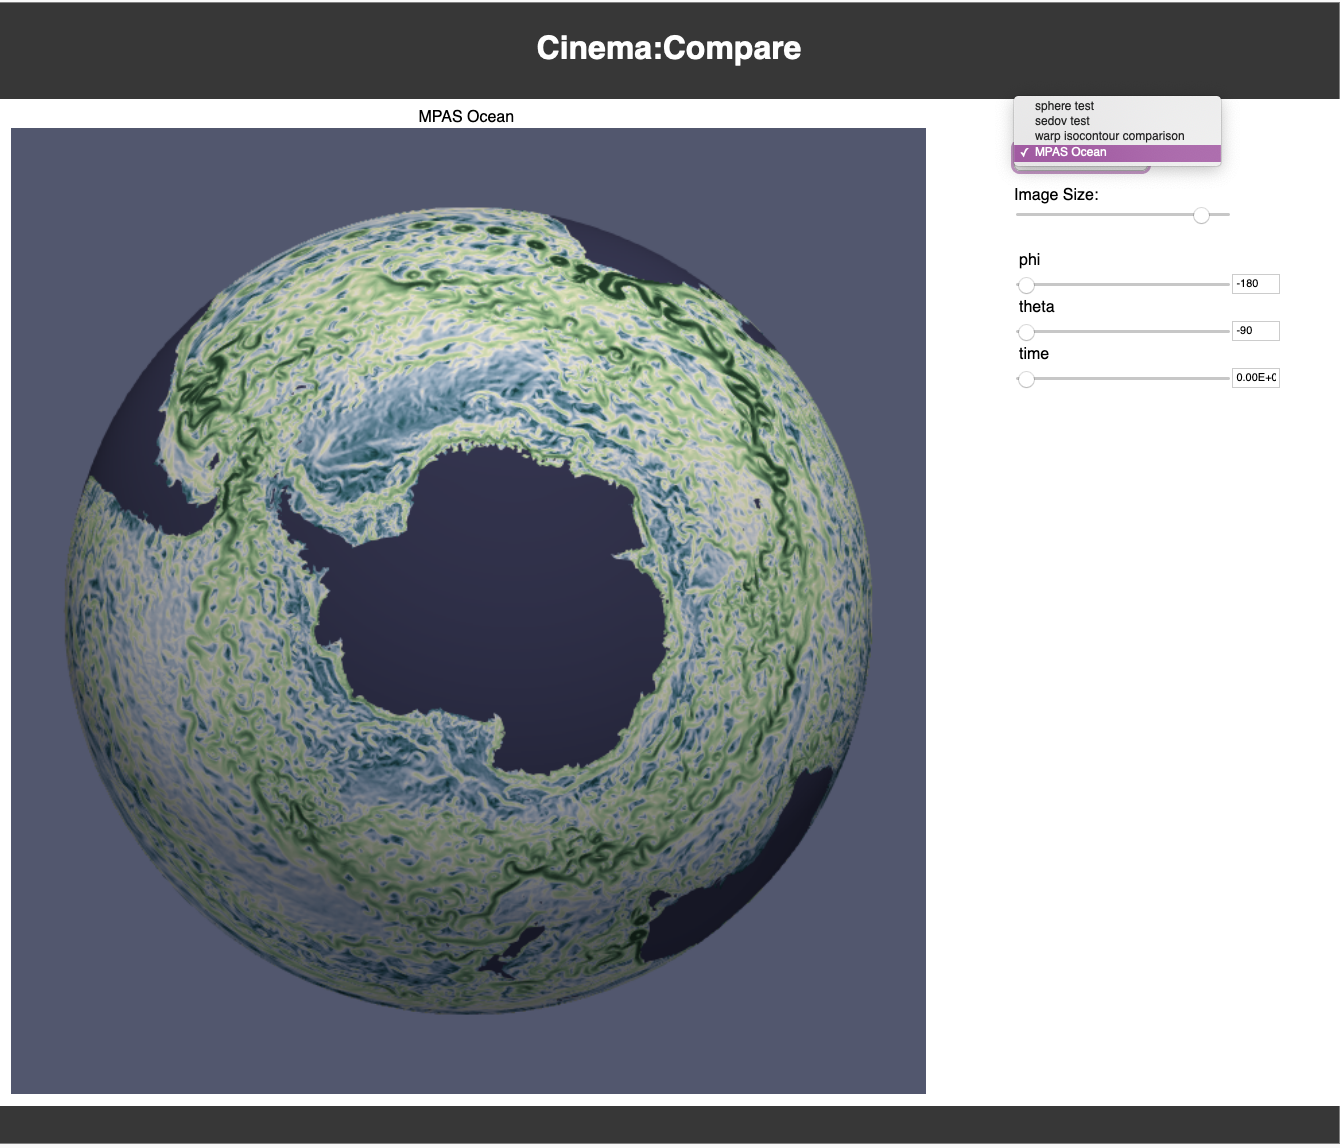 Cinema:Compare
MPAS Ocean
sphere test
sedov test
warp isocontour comparison
✓ MPAS Ocean
Image Size:
phi
-180
theta
-90
time
0.00E+0